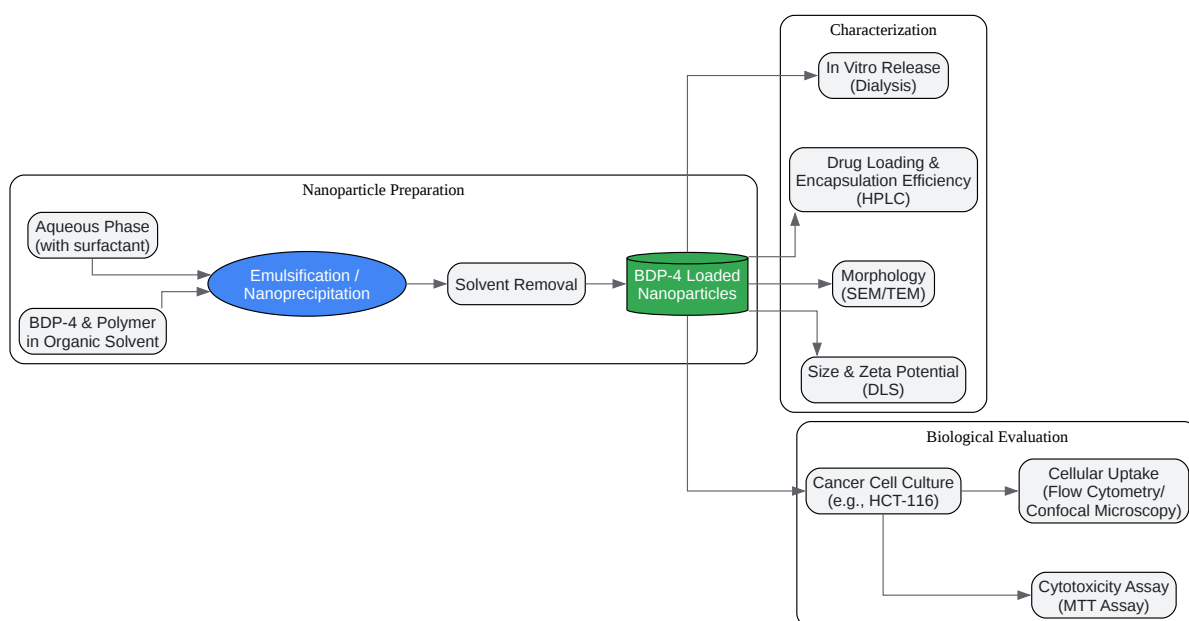 Nanoparticle Preparation
Aqueous Phase
(with surfactant)
BDP-4 & Polymer
in Organic Solvent
Emulsification /
Nanoprecipitation
Solvent Removal
BDP-4 Loaded
Nanoparticles
Characterization
In Vitro Release
(Dialysis)
Drug Loading &
Encapsulation Efficiency
(HPLC)
Morphology
(SEM/TEM)
Size & Zeta Potential
(DLS)
Biological Evaluation
Cancer Cell Culture
(e.g., HCT-116)
Cellular Uptake
(Flow Cytometry/
Confocal Microscopy)
Cytotoxicity Assay
(MTT Assay)